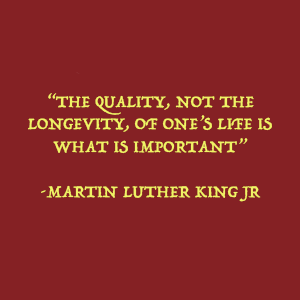 “THE QUALITY, NOT THE
LONGEVITY, OF ONE’S LIFE IS
WHAT IS IMPORTANT”
-MARTIN LUTHER KING JR